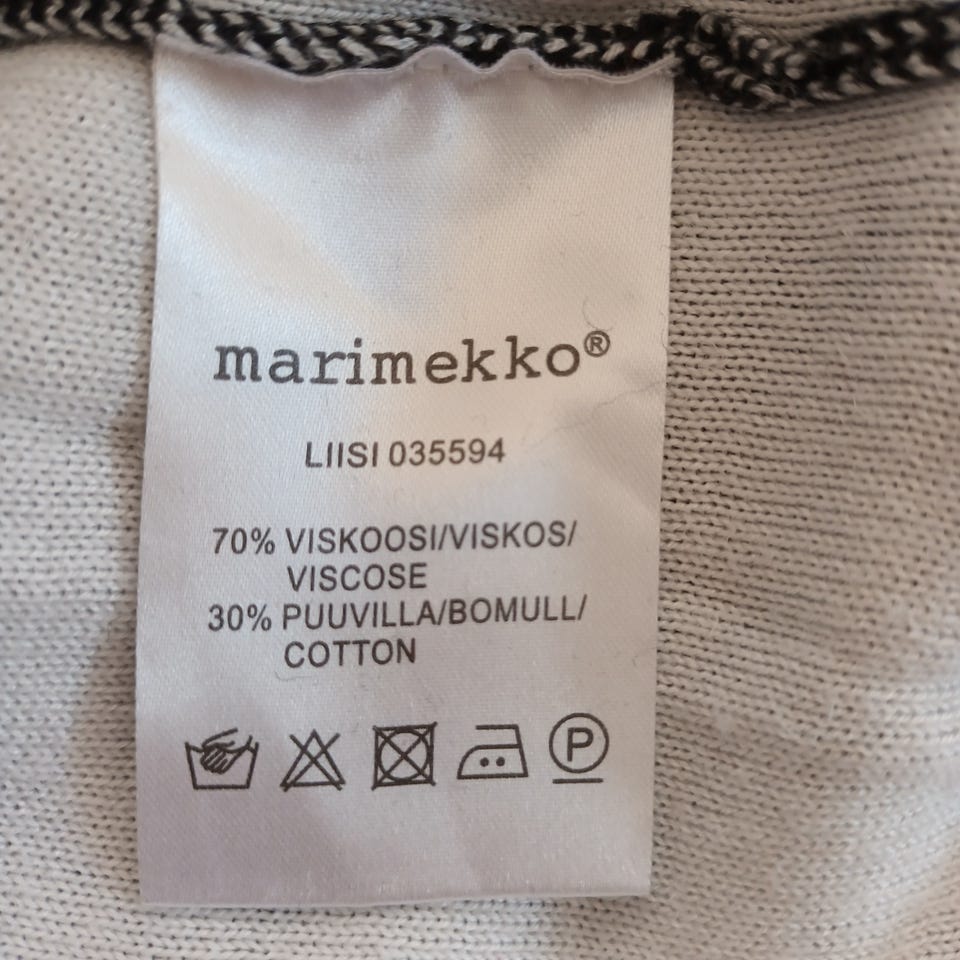 marimekko®
LIISI 035594
70% VISKOOSI/VISKOS/
VISCOSE
30% PUUVILLA/BOMULL/
COTTON
P